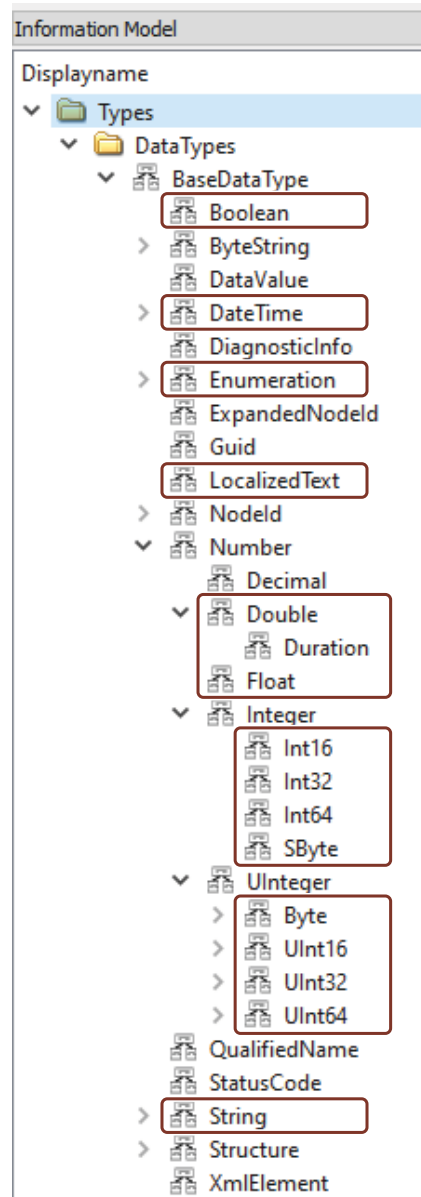 Information Model
Displayname
Types
DataTypes
BaseDataType
Boolean
ByteString
DataValue
DateTime
DiagnosticInfo
Enumeration
ExpandedNodeId
Guid
LocalizedText
NodeId
Number
Decimal
Double
Duration
Float
Integer
Int16
Int32
Int64
SByte
UInteger
Byte
UInt16
UInt32
UInt64
QualifiedName
StatusCode
String
Structure
XmlElement